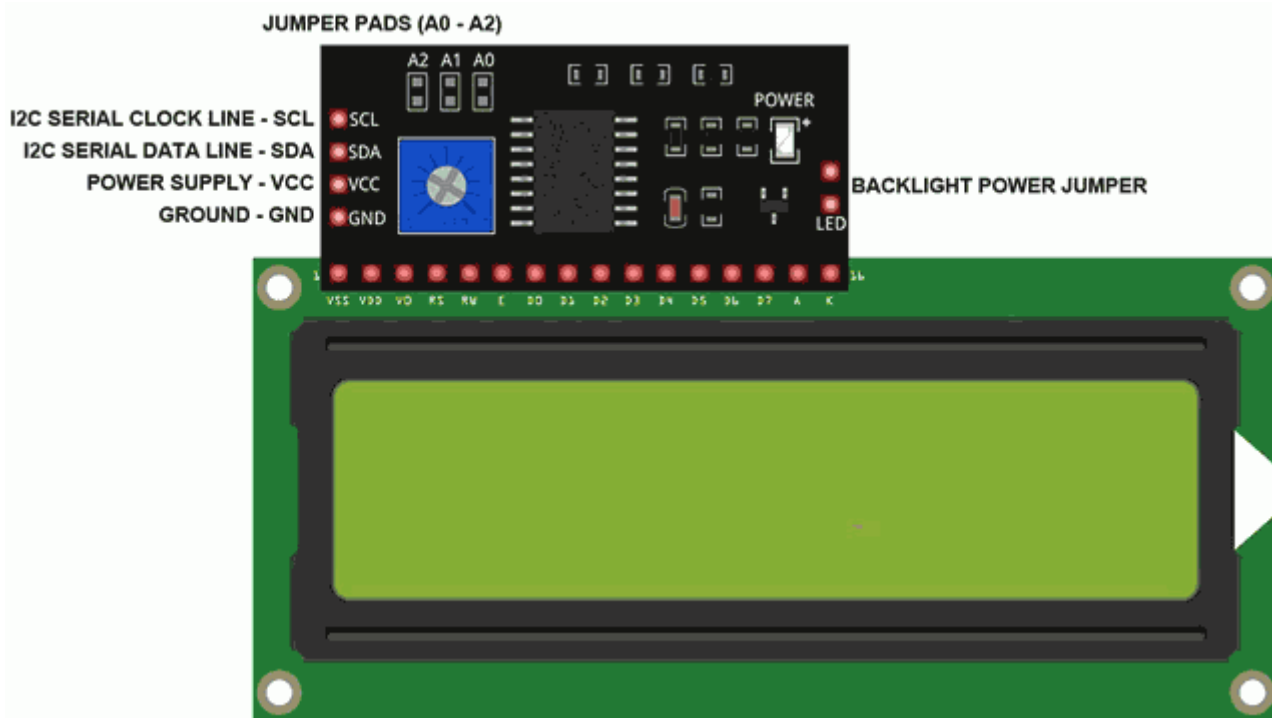 JUMPER PADS (A0 - A2)
A2 A1 A0
POWER
I2C SERIAL CLOCK LINE - SCL SCL
I2C SERIAL DATA LINE - SDA SDA
POWER SUPPLY - VCC VCC
BACKLIGHT POWER JUMPER
GROUND - GND GND
LED
1 16
VSS VDD VO RS RW E D0 D1 D2 D3 D4 D5 D6 D7 A K